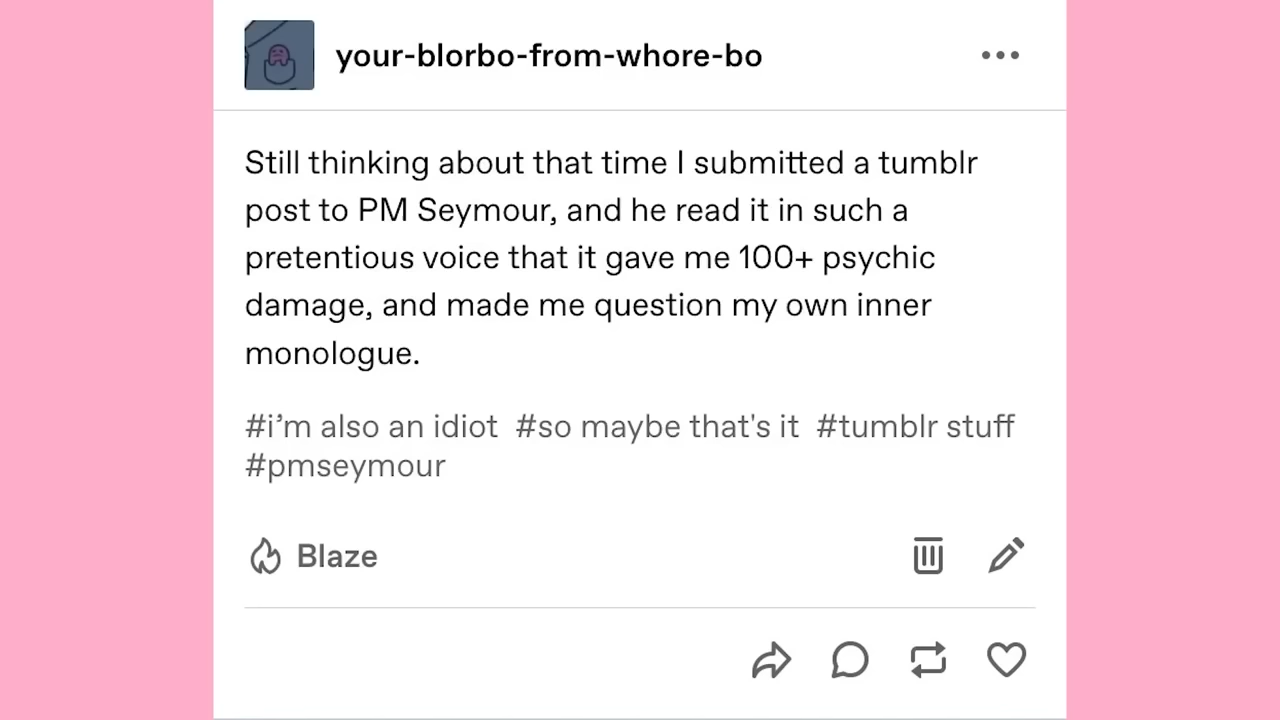 your-blorbo-from-whore-bo
Still thinking about that time I submitted a tumblr
post to PM Seymour, and he read it in such a
pretentious voice that it gave me 100+ psychic
damage, and made me question my own inner
monologue.
#i’m also an idiot #so maybe that's it #tumblr stuff
#pmseymour
Blaze